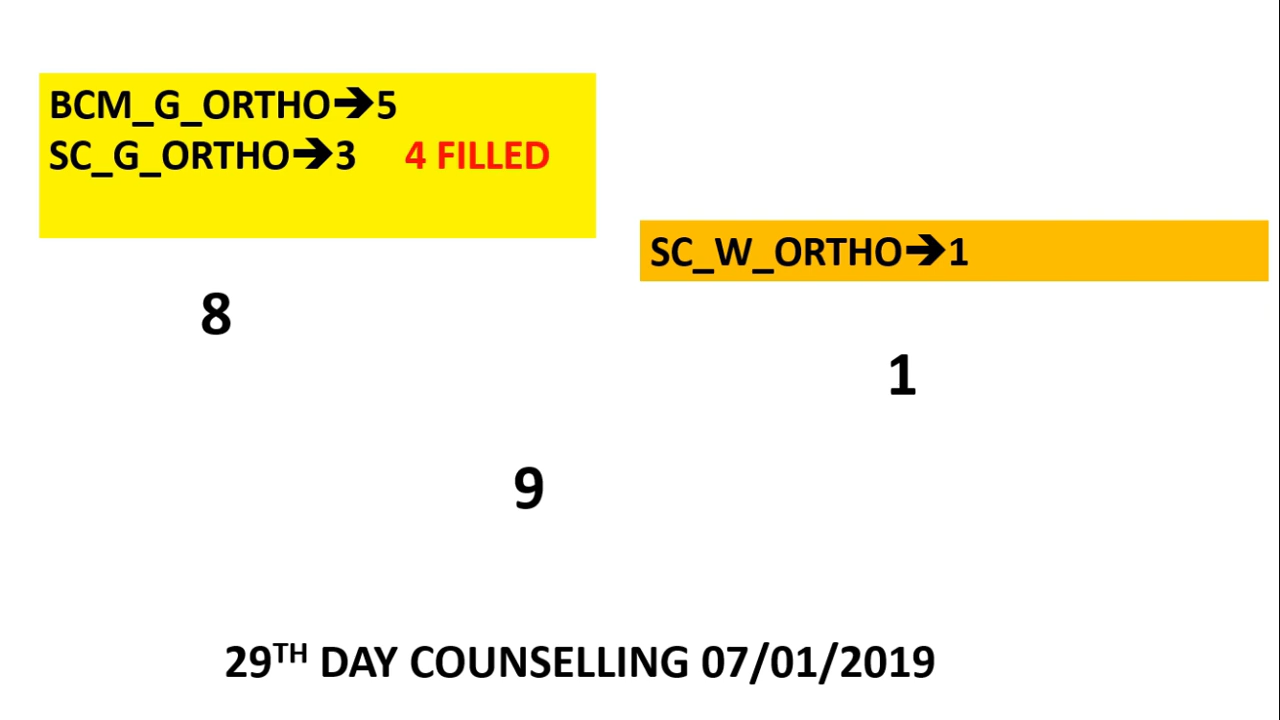 BCM_G_ORTHO🡺5
SC_G_ORTHO🡺3 4 FILLED
SC_W_ORTHO🡺1
8
1
9
29TH DAY COUNSELLING 07/01/2019